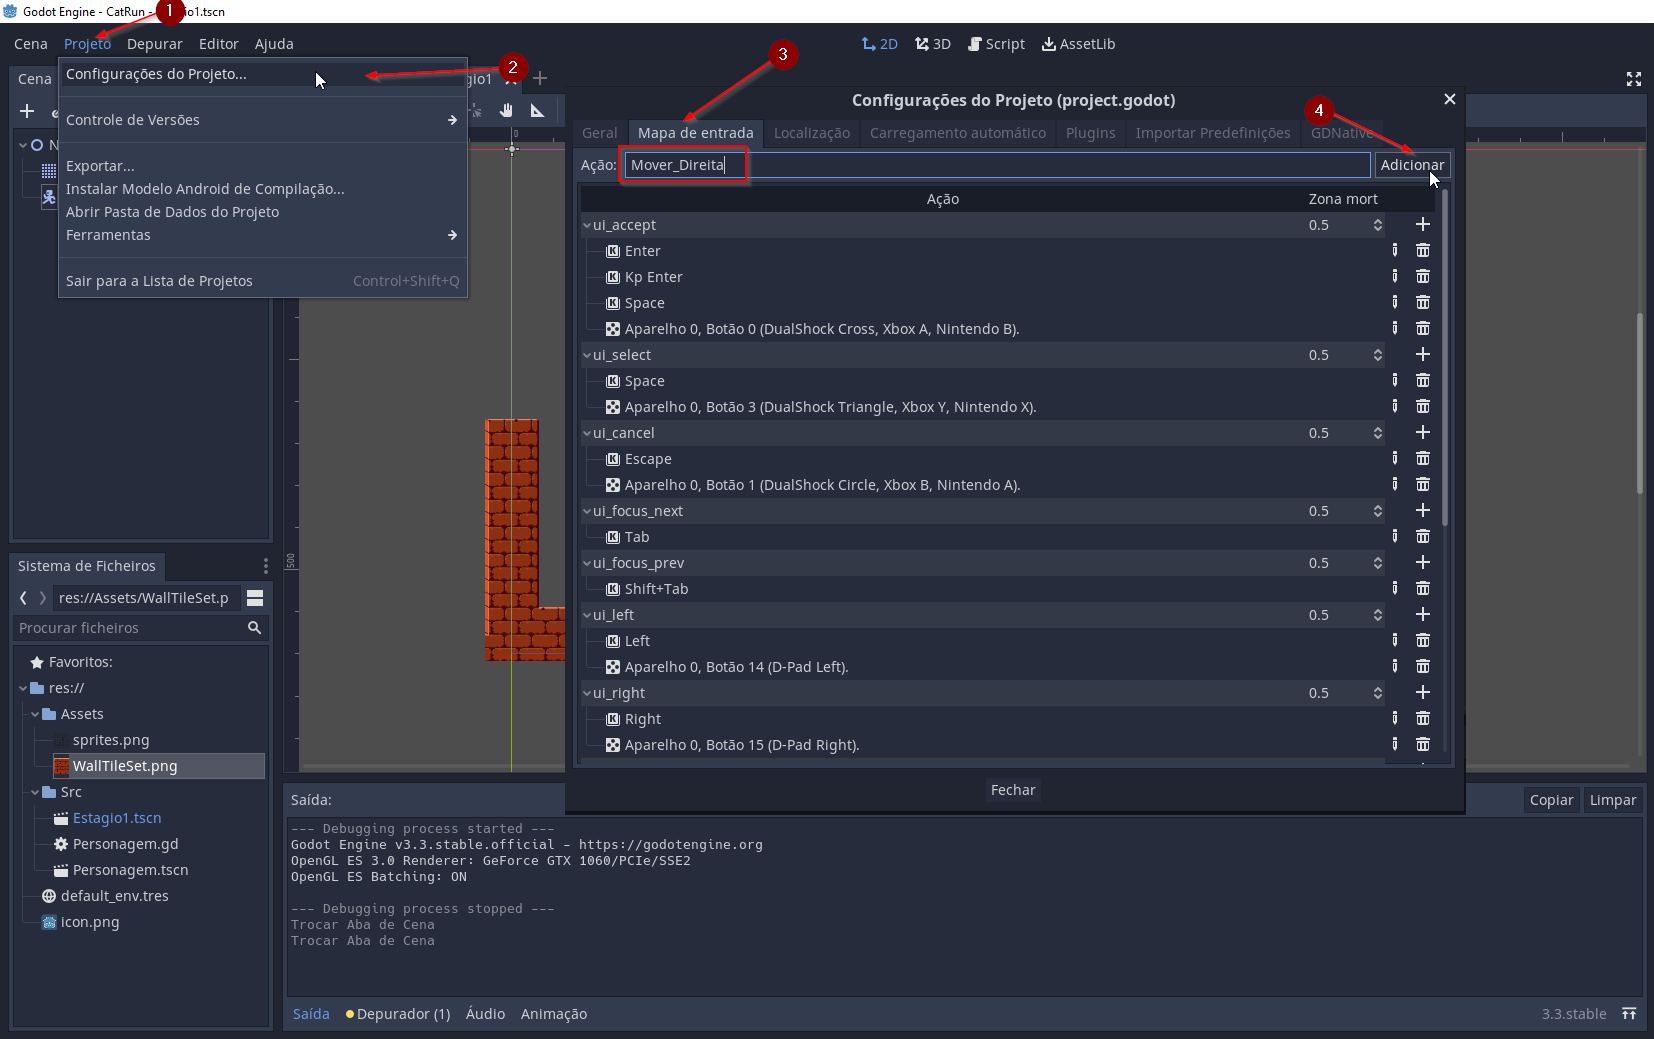 Godot Engine - CatRun - io1.tscn
1
Cena Projeto Depurar Editor Ajuda
2D 3D Script AssetLib
Cena
gio1
Configurações do Projeto...
2
Controle de Versões
Exportar...
Instalar Modelo Android de Compilação...
Abrir Pasta de Dados do Projeto
Ferramentas
Sair para a Lista de Projetos Control+Shift+Q
N
0
500
3
4
Configurações do Projeto (project.godot)
Geral Mapa de entrada Localização Carregamento automático Plugins Importar Predefinições GDNative
Ação: Mover_Direita Adicionar
Ação Zona mort
ui_accept 0.5
Enter
Kp Enter
Space
Aparelho 0, Botão 0 (DualShock Cross, Xbox A, Nintendo B).
ui_select 0.5
Space
Aparelho 0, Botão 3 (DualShock Triangle, Xbox Y, Nintendo X).
ui_cancel 0.5
Escape
Aparelho 0, Botão 1 (DualShock Circle, Xbox B, Nintendo A).
ui_focus_next 0.5
Tab
ui_focus_prev 0.5
Shift+Tab
ui_left 0.5
Left
Aparelho 0, Botão 14 (D-Pad Left).
ui_right 0.5
Right
Aparelho 0, Botão 15 (D-Pad Right).
Fechar
Sistema de Ficheiros
res://Assets/WallTileSet.p
Procurar ficheiros
Favoritos:
res://
Assets
sprites.png
WallTileSet.png
Src
Estagio1.tscn
Personagem.gd
Personagem.tscn
default_env.tres
icon.png
Saída: Copiar Limpar
--- Debugging process started ---
Godot Engine v3.3.stable.official - https://godotengine.org
OpenGL ES 3.0 Renderer: GeForce GTX 1060/PCIe/SSE2
OpenGL ES Batching: ON
--- Debugging process stopped ---
Trocar Aba de Cena
Trocar Aba de Cena
Saída Depurador (1) Áudio Animação 3.3.stable